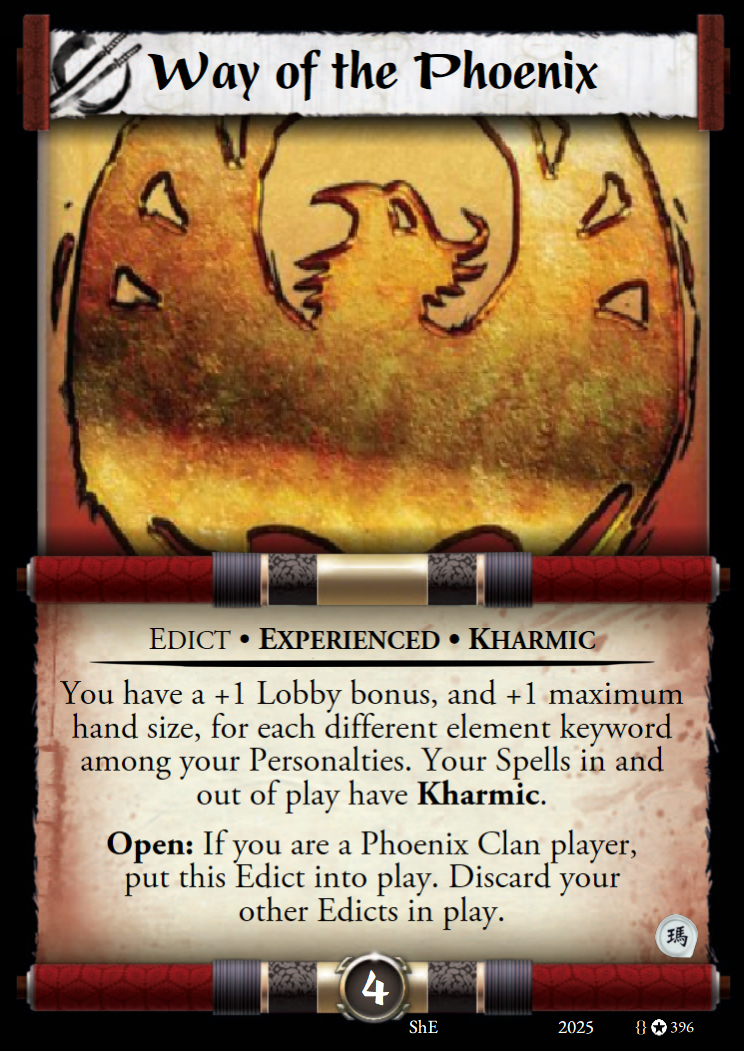 Way of the Phoenix
EDICT • EXPERIENCED • KHARMIC
You have a +1 Lobby bonus, and +1 maximum
hand size, for each different element keyword
among your Personalties. Your Spells in and
out of play have Kharmic.
Open: If you are a Phoenix Clan player,
put this Edict into play. Discard your
other Edicts in play.
瑪
4
ShE 2025 {} ✪ 396